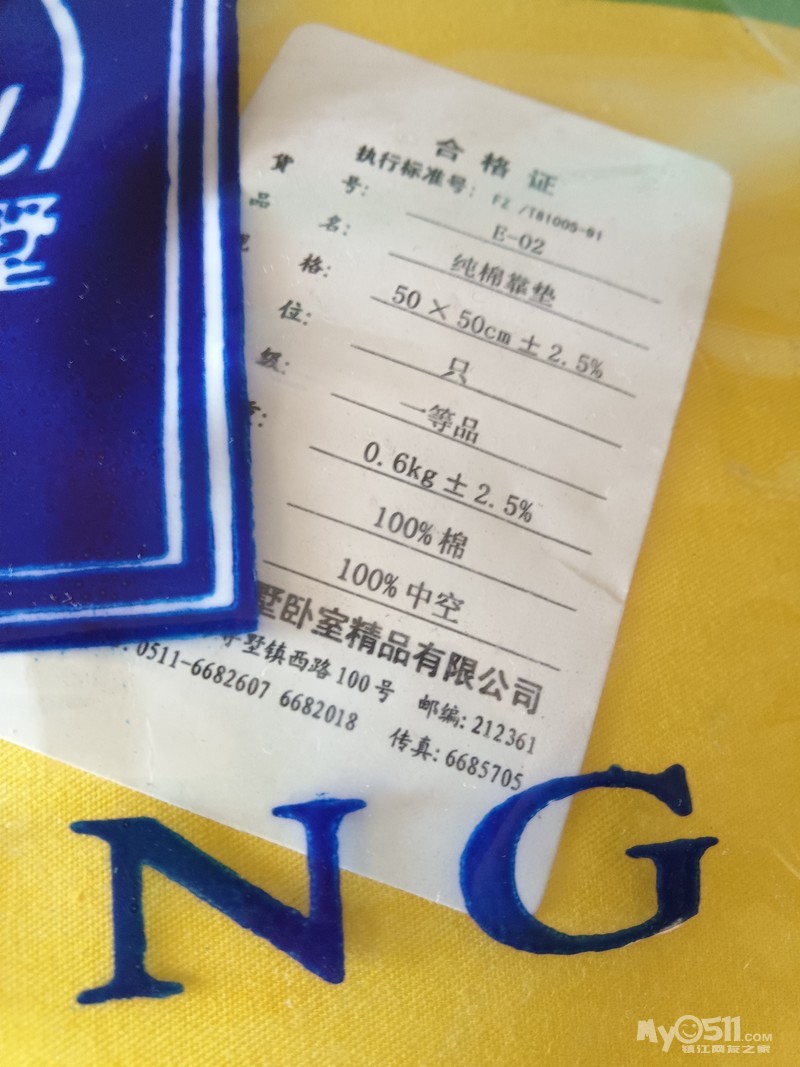 墅
合格证
执行标准号：FZ /T81005-91
货 号： E-02
品 名： 纯棉靠垫
规 格： 50×50cm±2.5%
位： 只
级： 一等品
0.6kg±2.5%
100%棉
100%中空
墅卧室精品有限公司
墅镇西路100号 邮编：212361
0511-6682607 6682018 传真：6685705
NG
MyO511.COM
镇江网友之家